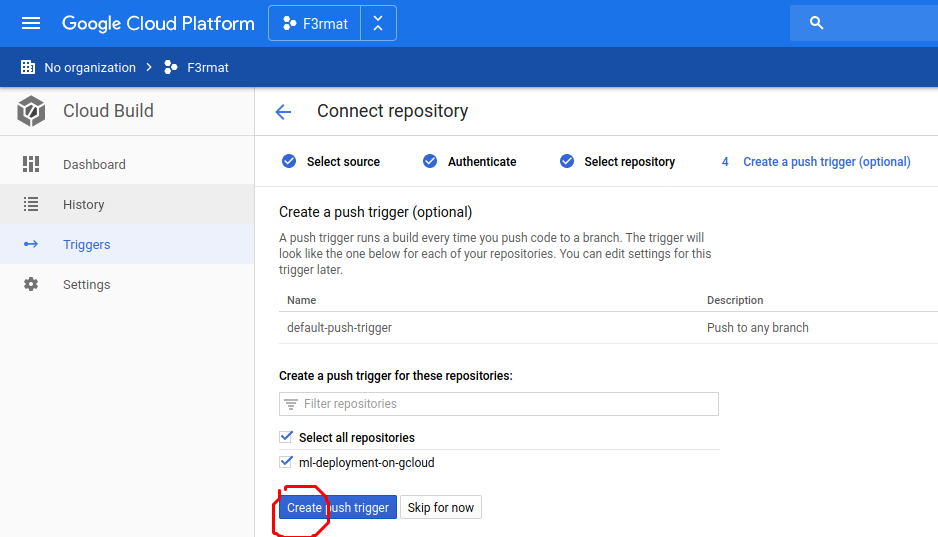 Google Cloud Platform F3rmat
No organization F3rmat
Cloud Build
Connect repository
Dashboard
History
Triggers
Settings
Select source Authenticate Select repository 4 Create a push trigger (optional)
Create a push trigger (optional)
A push trigger runs a build every time you push code to a branch. The trigger will
look like the one below for each of your repositories. You can edit settings for this
trigger later.
Name Description
default-push-trigger Push to any branch
Create a push trigger for these repositories:
Filter repositories
Select all repositories
ml-deployment-on-gcloud
Create push trigger Skip for now